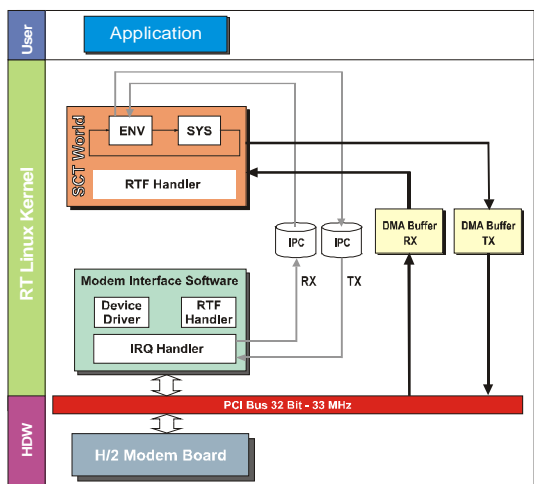 User
Application
RT Linux Kernel
SCT World
ENV
SYS
RTF Handler
IPC
IPC
RX
TX
DMA Buffer
RX
DMA Buffer
TX
Modem Interface Software
Device
Driver
RTF
Handler
IRQ Handler
PCI Bus 32 Bit - 33 MHz
HDW
H/2 Modem Board